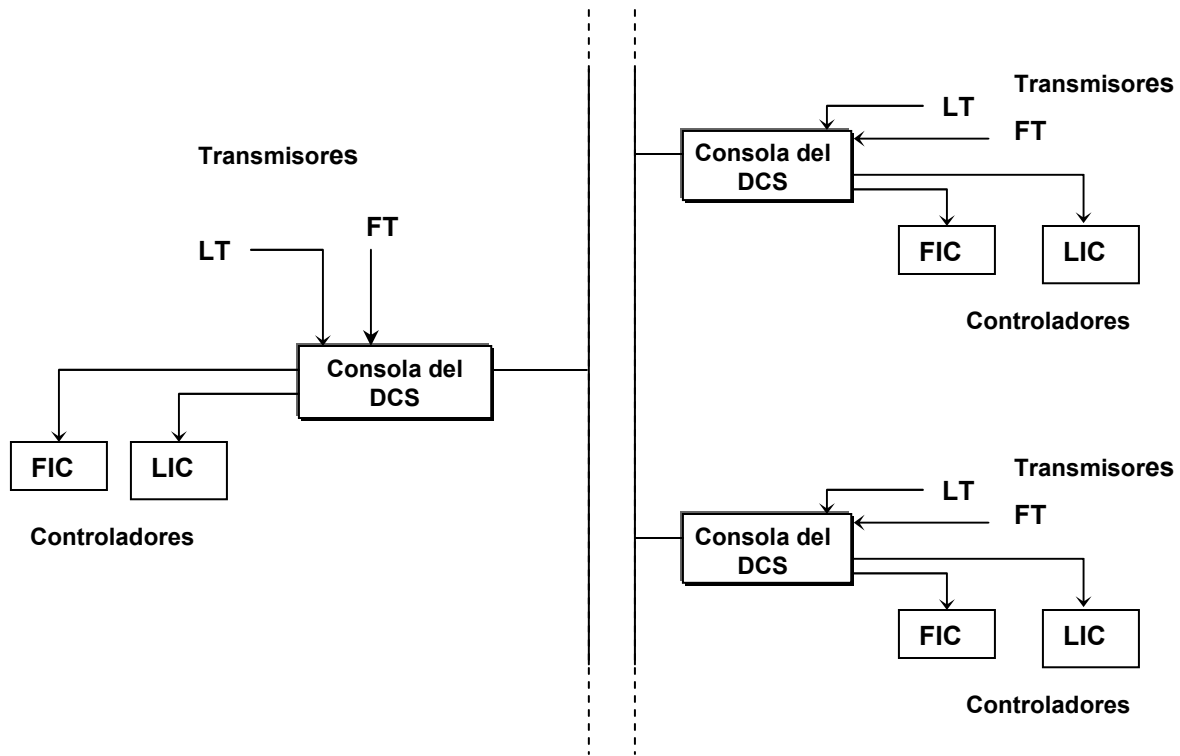 Transmisores
LT
FT
Consola del
DCS
FIC
LIC
Controladores
Transmisores
LT
FT
Consola del
DCS
FIC
LIC
Controladores
Transmisores
LT
FT
Consola del
DCS
FIC
LIC
Controladores